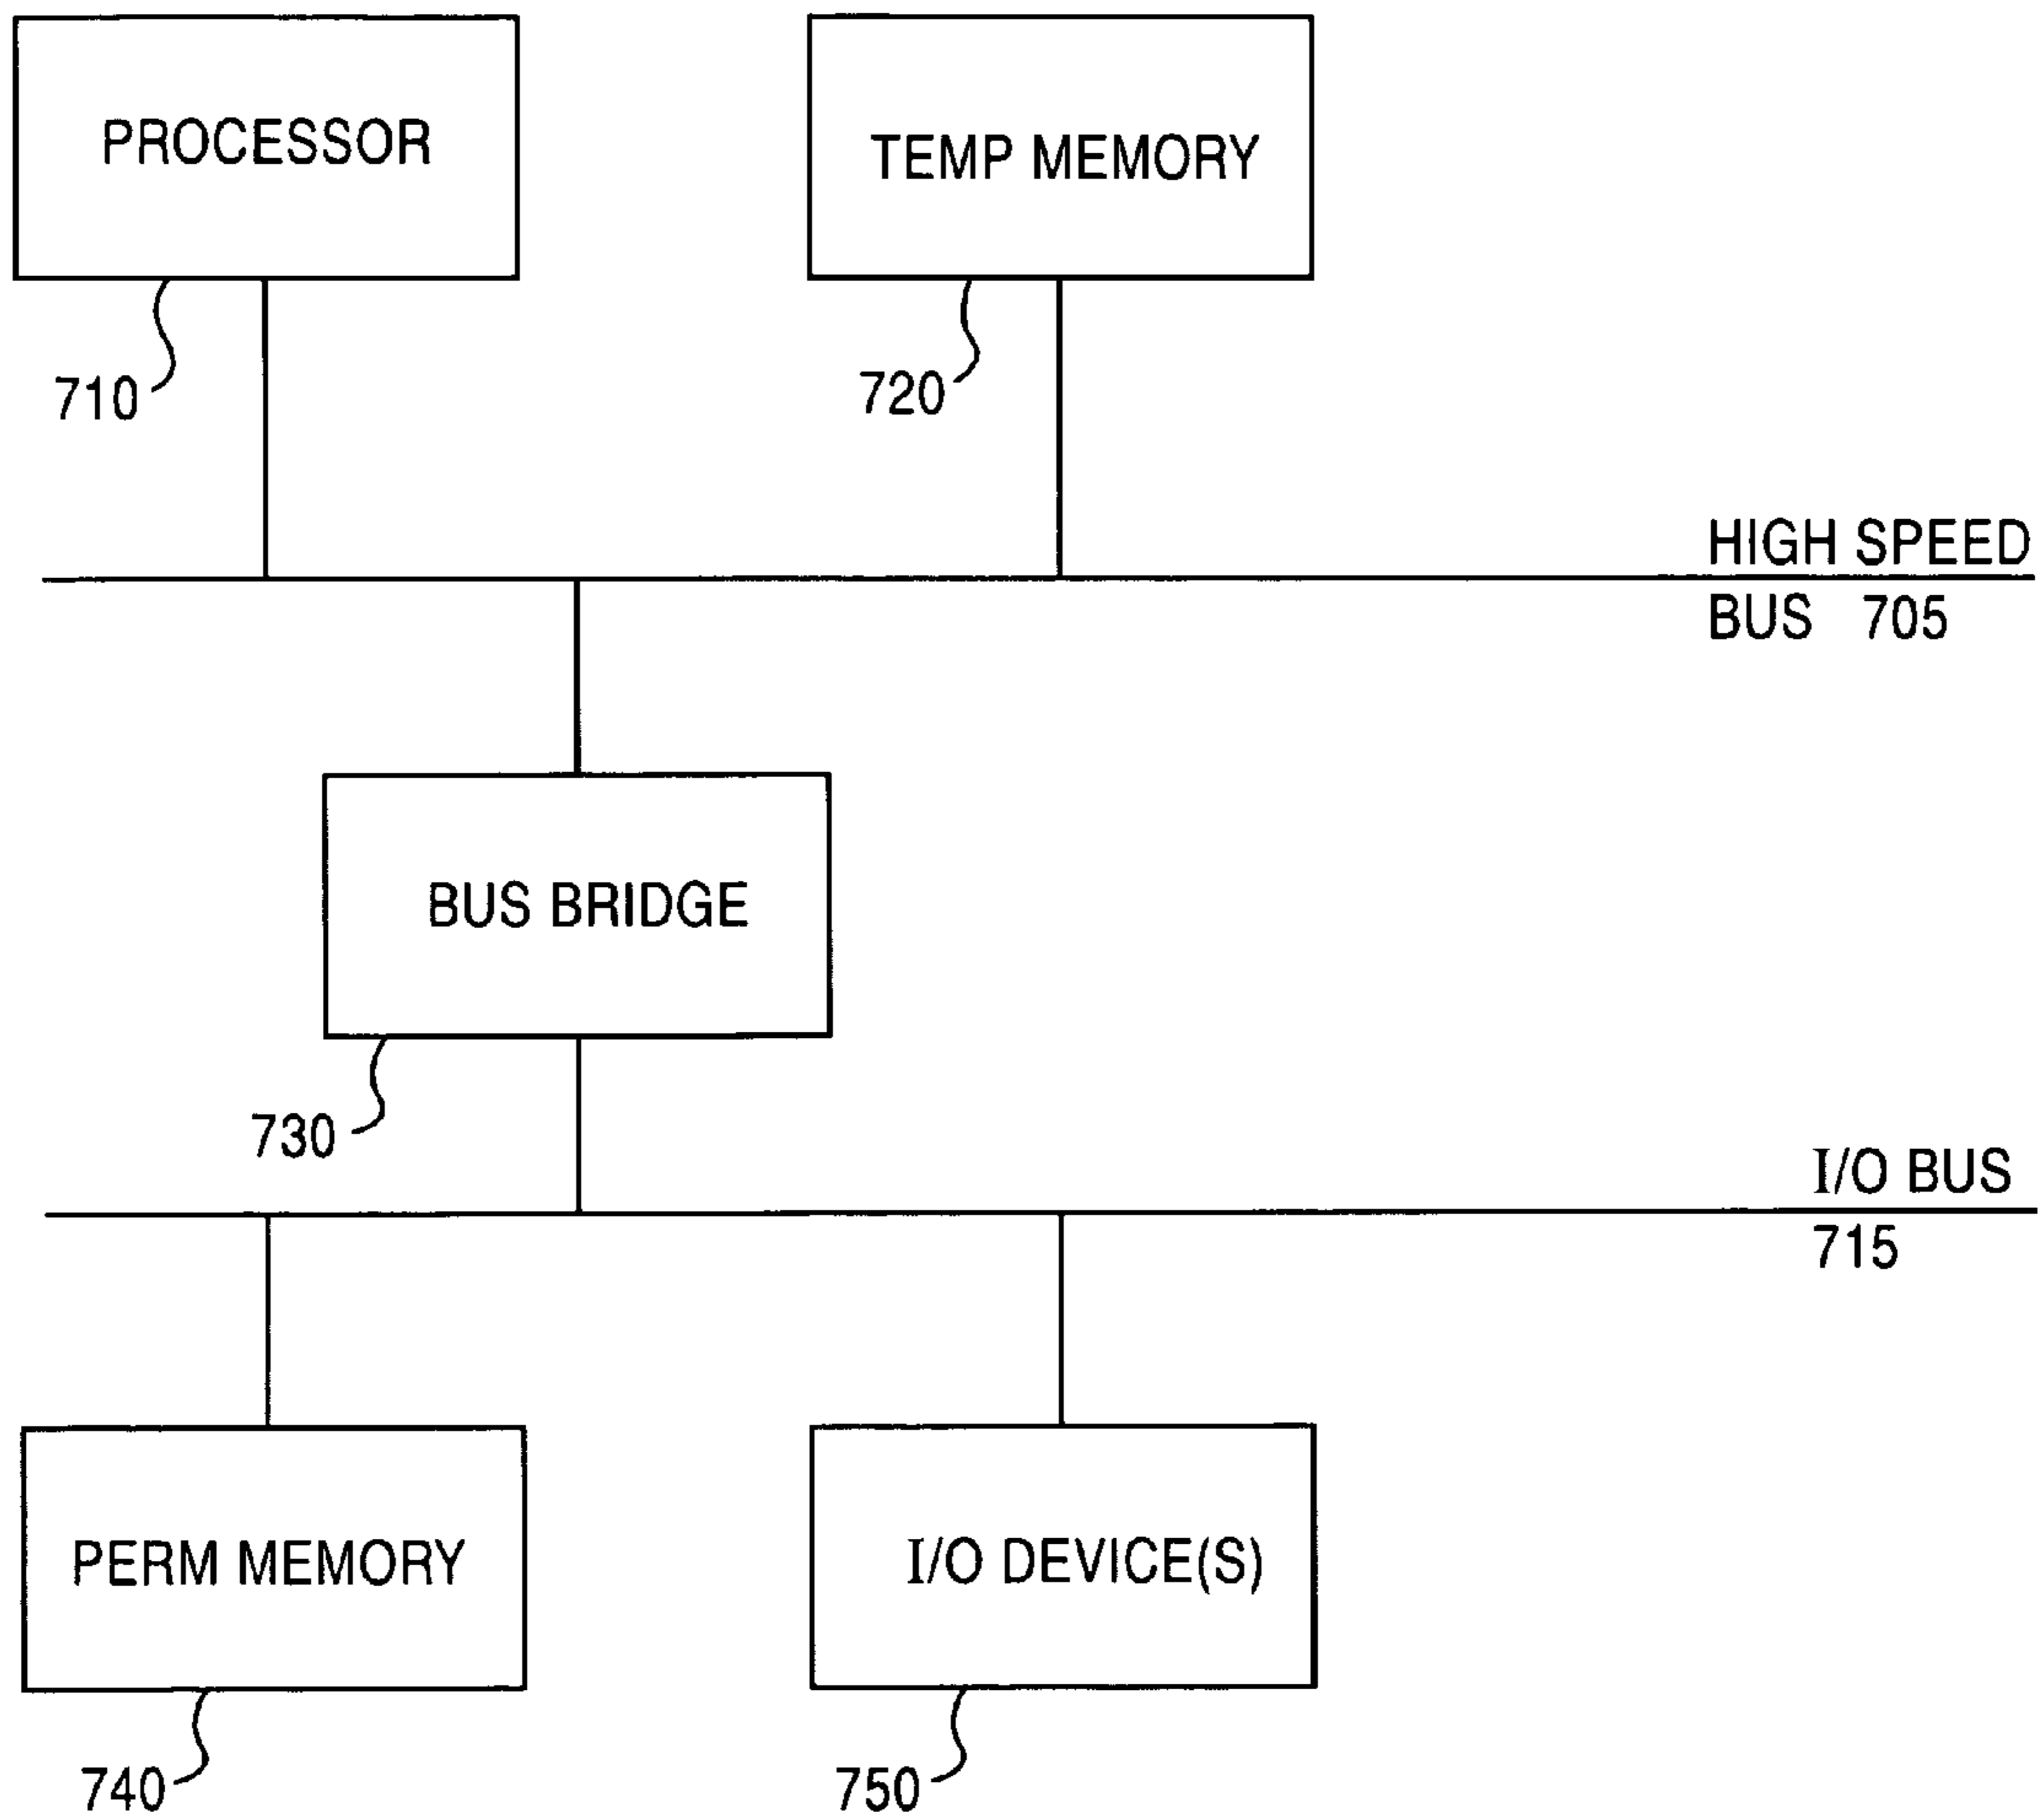 PROCESSOR
TEMP MEMORY
710
720
HIGH SPEED
BUS 705
BUS BRIDGE
730
I/O BUS
715
PERM MEMORY
I/O DEVICE(S)
740
750